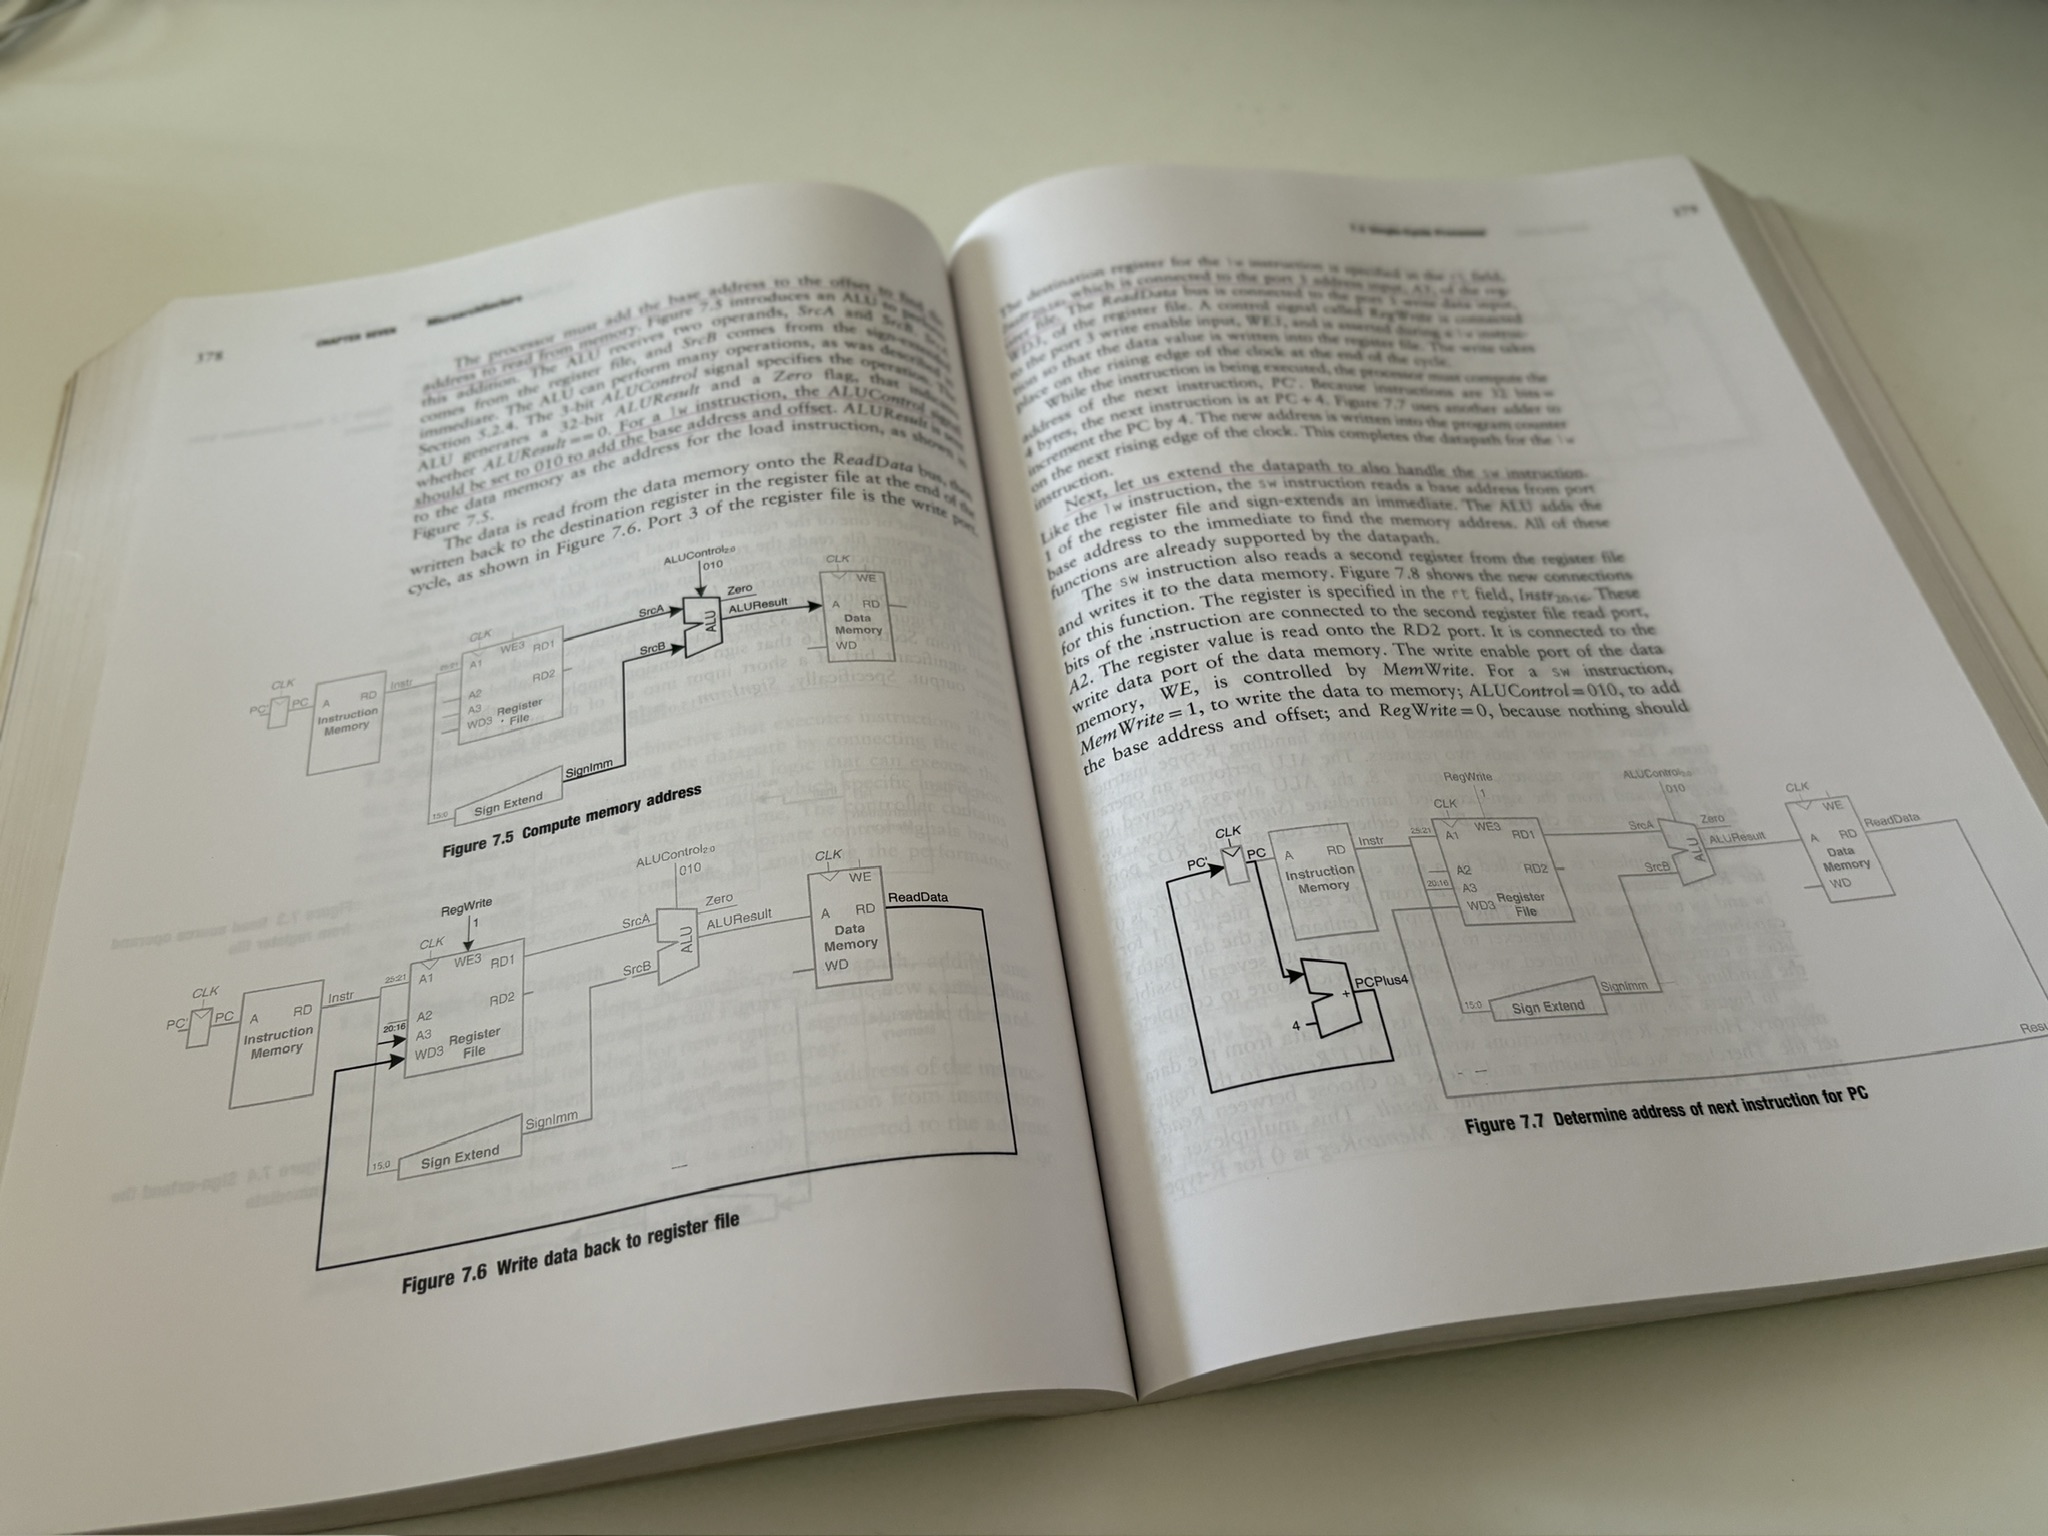 378
CHAPTER SEVEN Microarchitecture
The processor must add the base address to the offset to find the
address to read from memory. Figure 7.5 introduces an ALU to perform
this addition. The ALU receives two operands, SrcA and SrcB. SrcA
comes from the register file, and SrcB comes from the sign-extended
immediate. The ALU can perform many operations, as was described in
Section 5.2.4. The 3-bit ALUControl signal specifies the operation. The
ALU generates a 32-bit ALUResult and a Zero flag, that indicates
whether ALUResult == 0. For a lw instruction, the ALUControl signal
should be set to 010 to add the base address and offset. ALUResult is sent
to the data memory as the address for the load instruction, as shown in
Figure 7.5.
The data is read from the data memory onto the ReadData bus, then
written back to the destination register in the register file at the end of the
cycle, as shown in Figure 7.6. Port 3 of the register file is the write port.
ALUControl2:0
010
CLK
WE
Zero
ALUResult
SrcA
ALU
SrcB
A
RD
Data
Memory
WD
CLK
WE3
RD1
A1
RD2
A2
A3
WD3
Register
File
CLK
PC'
PC
A
RD
Instruction
Memory
Instr
SignImm
Sign Extend
15:0
Figure 7.5 Compute memory address
RegWrite
1
ALUControl2:0
010
CLK
WE
ReadData
RD
A
Data
Memory
WD
Zero
ALUResult
SrcA
ALU
SrcB
CLK
WE3
RD1
25:21
A1
RD2
A2
20:16
A3
WD3
Register
File
CLK
PC'
PC
A
RD
Instruction
Memory
Instr
SignImm
Sign Extend
15:0
Figure 7.6 Write data back to register file
7.3 Single-Cycle Processor
379
The destination register for the lw instruction is specified in the rt field,
Instr20:16, which is connected to the port 3 address input, A3, of the reg-
ister file. The ReadData bus is connected to the port 3 write data input,
WD3, of the register file. A control signal called RegWrite is connected
to the port 3 write enable input, WE3, and is asserted during a lw instruc-
tion so that the data value is written into the register file. The write takes
place on the rising edge of the clock at the end of the cycle.
While the instruction is being executed, the processor must compute the
address of the next instruction, PC'. Because instructions are 32 bits =
4 bytes, the next instruction is at PC + 4. Figure 7.7 uses another adder to
increment the PC by 4. The new address is written into the program counter
on the next rising edge of the clock. This completes the datapath for the lw
instruction.
Next, let us extend the datapath to also handle the sw instruction.
Like the lw instruction, the sw instruction reads a base address from port
1 of the register file and sign-extends an immediate. The ALU adds the
base address to the immediate to find the memory address. All of these
functions are already supported by the datapath.
The sw instruction also reads a second register from the register file
and writes it to the data memory. Figure 7.8 shows the new connections
for this function. The register is specified in the rt field, Instr20:16. These
bits of the instruction are connected to the second register file read port,
A2. The register value is read onto the RD2 port. It is connected to the
write data port of the data memory. The write enable port of the data
memory, WE, is controlled by MemWrite. For a sw instruction,
MemWrite = 1, to write the data to memory; ALUControl = 010, to add
the base address and offset; and RegWrite = 0, because nothing should
RegWrite
1
ALUControl2:0
010
CLK
WE
ReadData
RD
A
Data
Memory
WD
Zero
ALUResult
SrcA
ALU
SrcB
CLK
WE3
RD1
25:21
A1
RD2
A2
20:16
A3
WD3
Register
File
CLK
PC'
PC
A
RD
Instruction
Memory
Instr
PCPlus4
+
4
SignImm
Sign Extend
15:0
Figure 7.7 Determine address of next instruction for PC